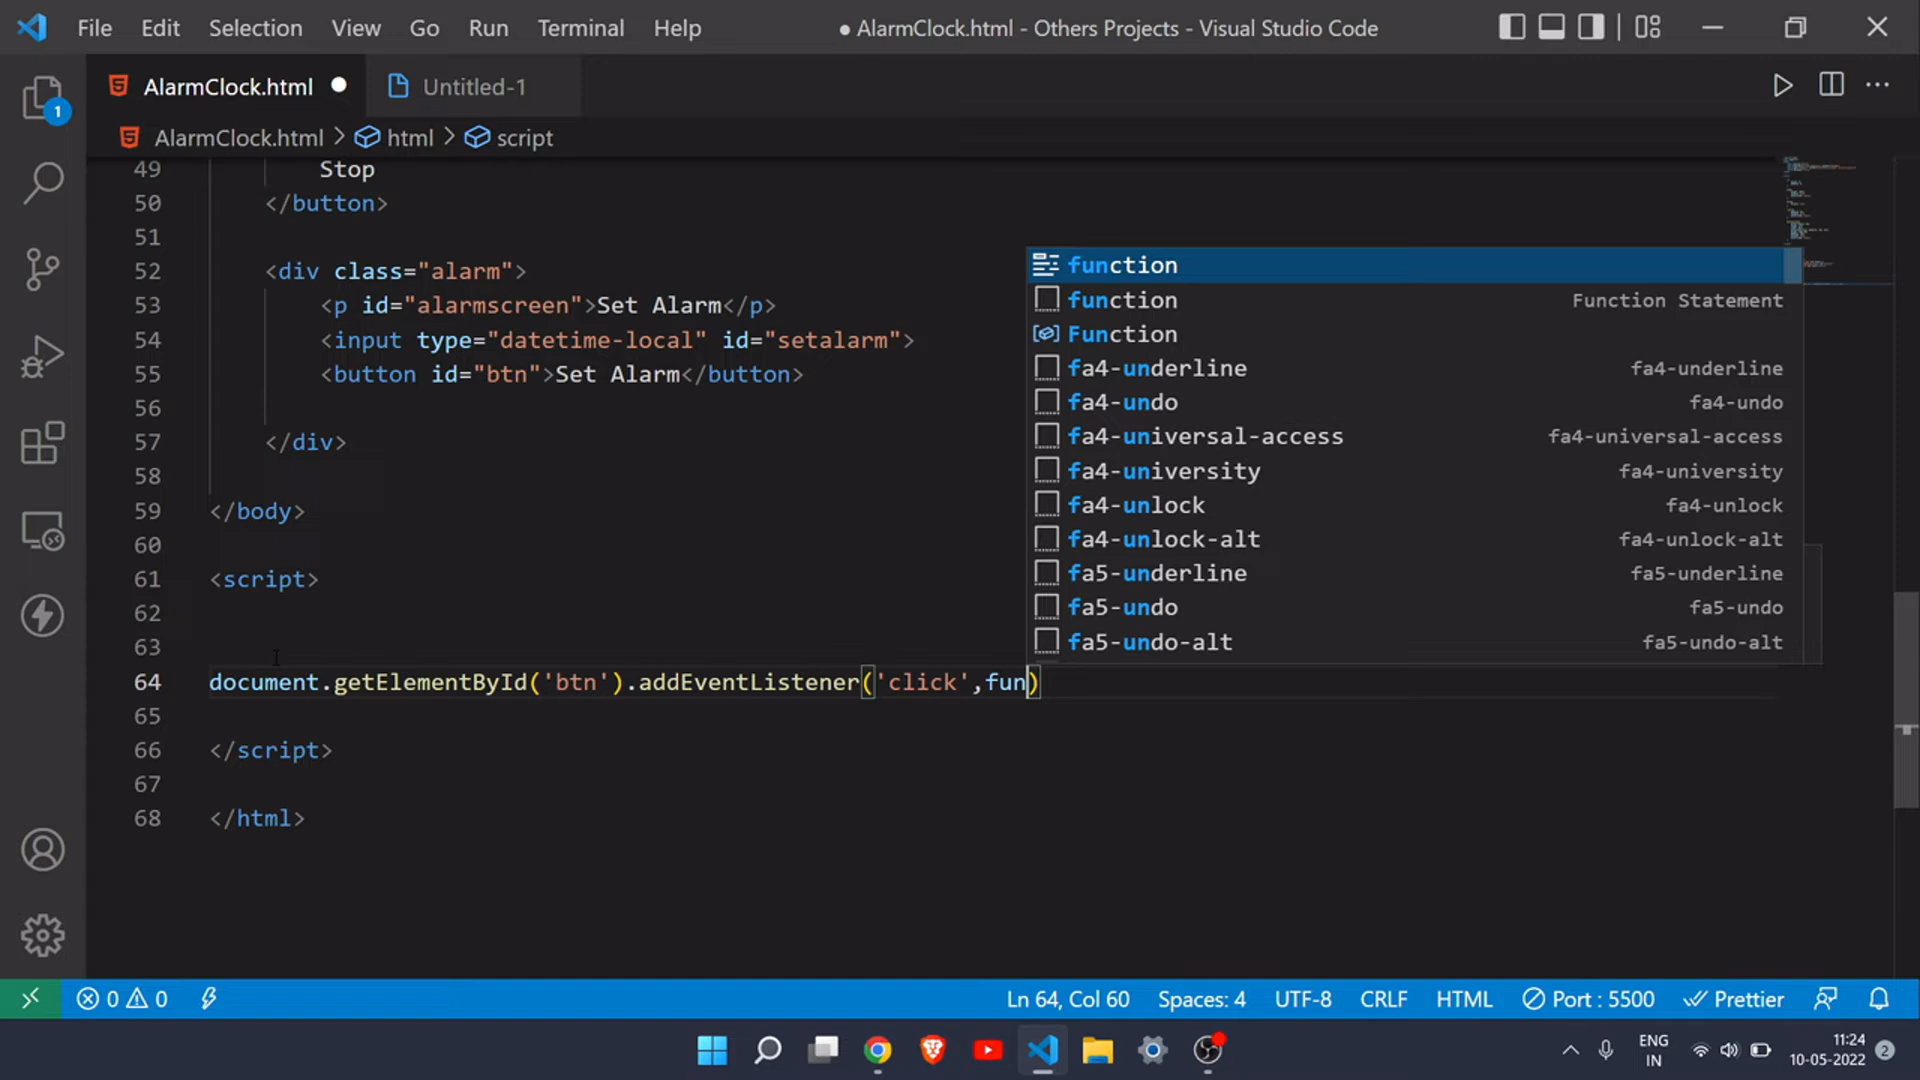 File Edit Selection View Go Run Terminal Help ● AlarmClock.html - Others Projects - Visual Studio Code
AlarmClock.html ● Untitled-1
1
AlarmClock.html > html > script
49 Stop
50 </button>
51
52 <div class="alarm">
53 <p id="alarmscreen">Set Alarm</p>
54 <input type="datetime-local" id="setalarm">
55 <button id="btn">Set Alarm</button>
56
57 </div>
58
59 </body>
60
61 <script>
62
63
64 document.getElementById('btn').addEventListener('click',fun)
65
66 </script>
67
68 </html>
function
function Function Statement
Function
fa4-underline fa4-underline
fa4-undo fa4-undo
fa4-universal-access fa4-universal-access
fa4-university fa4-university
fa4-unlock fa4-unlock
fa4-unlock-alt fa4-unlock-alt
fa5-underline fa5-underline
fa5-undo fa5-undo
fa5-undo-alt fa5-undo-alt
0 0 Ln 64, Col 60 Spaces: 4 UTF-8 CRLF HTML Port : 5500 Prettier
ENG 11:24
IN 10-05-2022 2